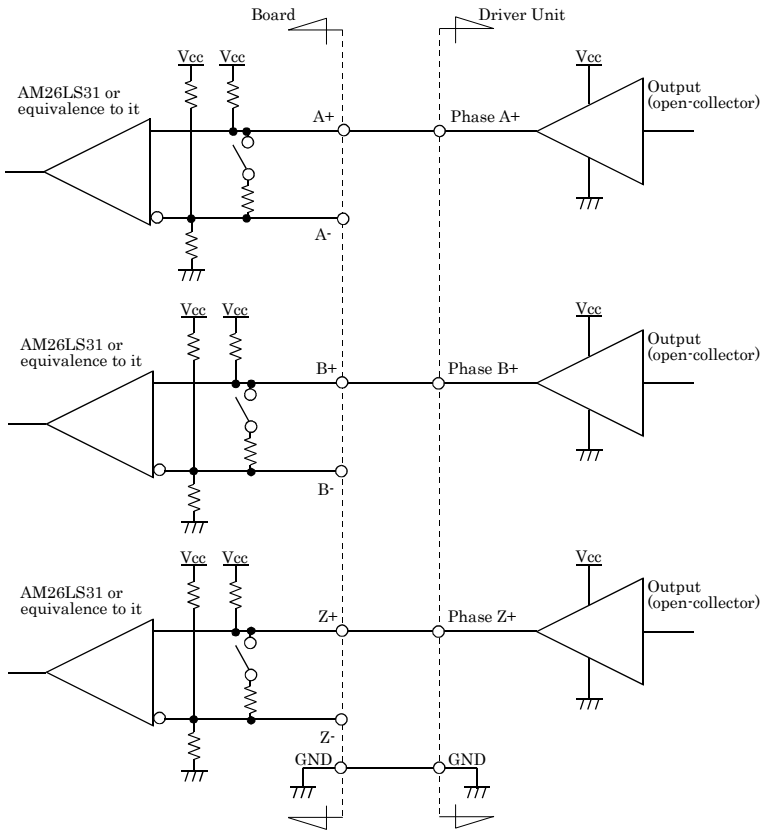 Board
Driver Unit
Vcc Vcc
Vcc
AM26LS31 or
equivalence to it
Output
(open-collector)
A+
Phase A+
A-
Vcc Vcc
Vcc
AM26LS31 or
equivalence to it
Output
(open-collector)
B+
Phase B+
B-
Vcc Vcc
Vcc
AM26LS31 or
equivalence to it
Output
(open-collector)
Z+
Phase Z+
Z-
GND
GND